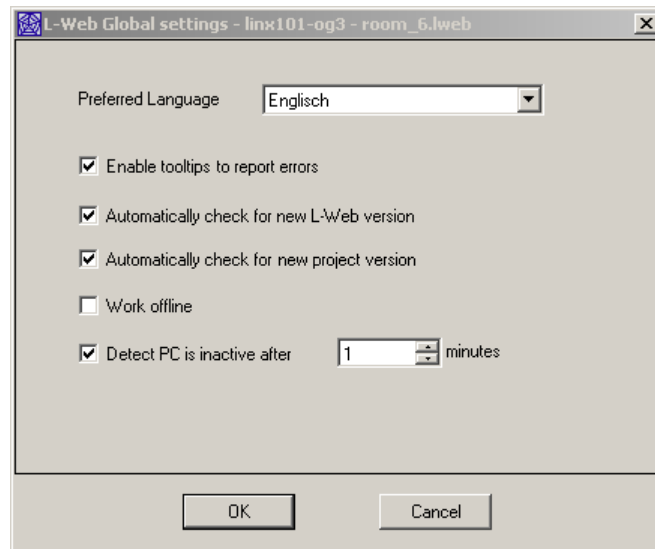 L-Web Global settings - linx101-og3 - room_6.lweb
Preferred Language Englisch
Enable tooltips to report errors
Automatically check for new L-Web version
Automatically check for new project version
Work offline
Detect PC is inactive after 1 minutes
OK Cancel